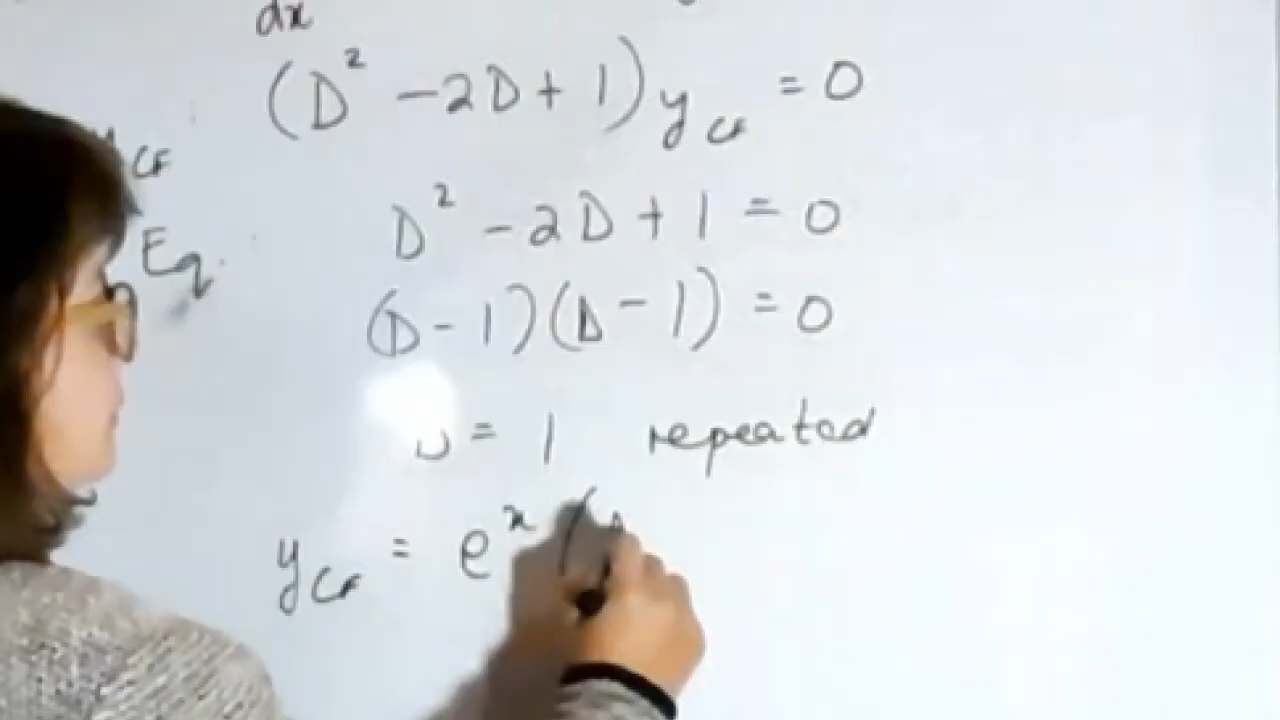 dx
(D² - 2D + 1) y_CF = 0
CF
D² - 2D + 1 = 0
Eq.
(D - 1)(D - 1) = 0
= 1 repeated
y_CF = e^x (